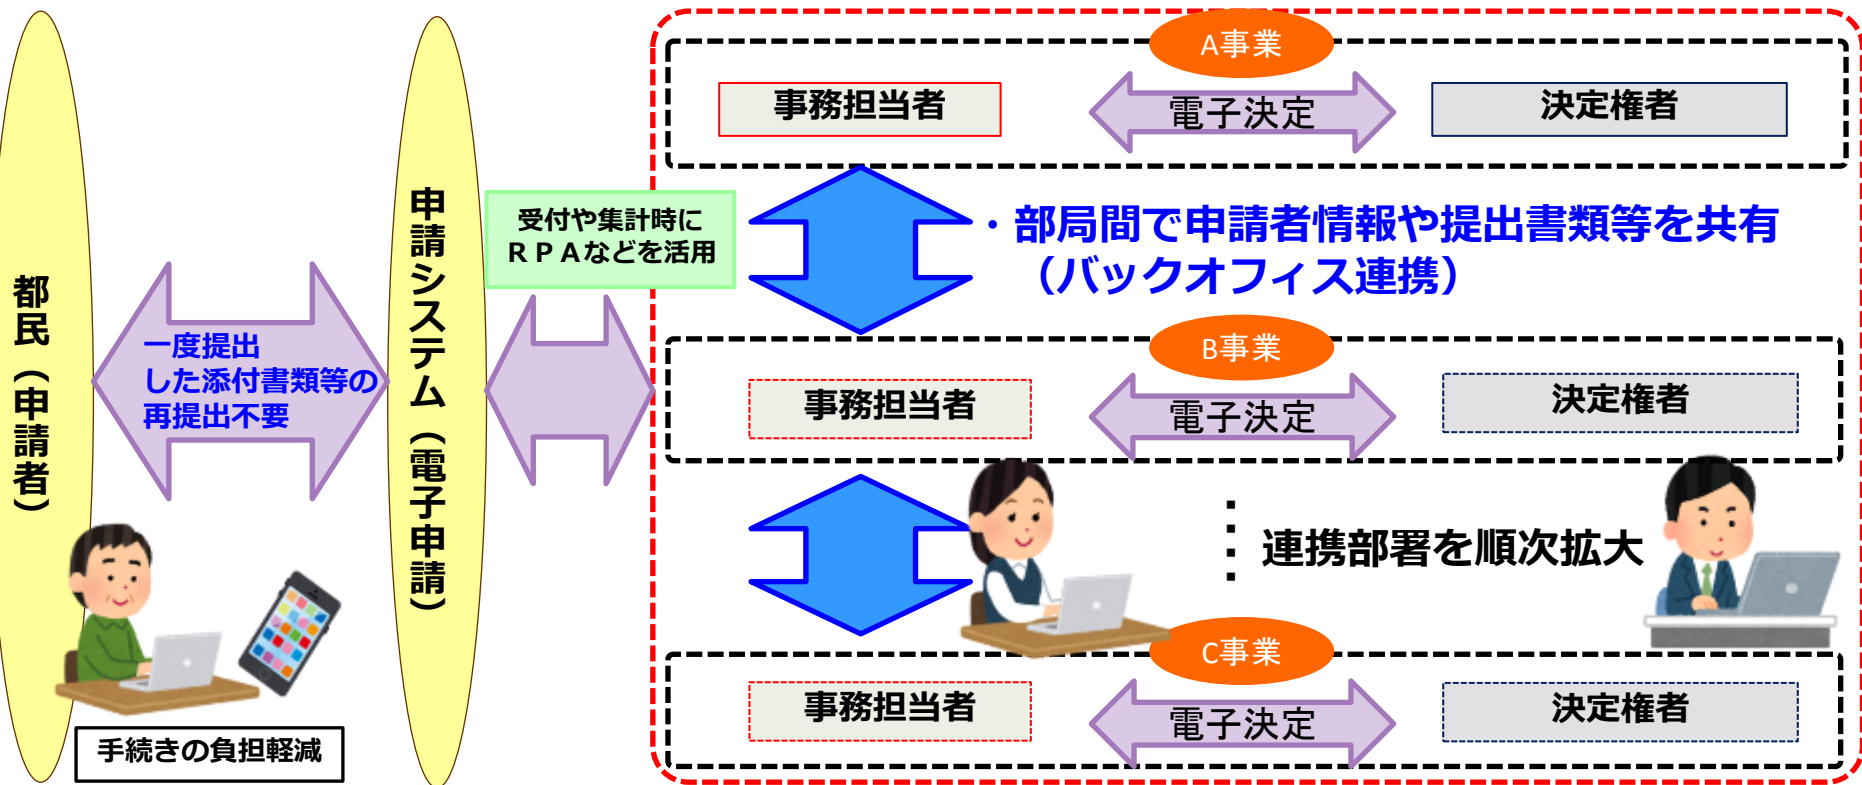 都民（申請者）
一度提出
した添付書類等の
再提出不要
手続きの負担軽減
申請システム（電子申請）
受付や集計時に
ＲＰＡなどを活用
A事業
事務担当者
電子決定
決定権者
・部局間で申請者情報や提出書類等を共有
（バックオフィス連携）
B事業
事務担当者
電子決定
決定権者
連携部署を順次拡大
C事業
事務担当者
電子決定
決定権者